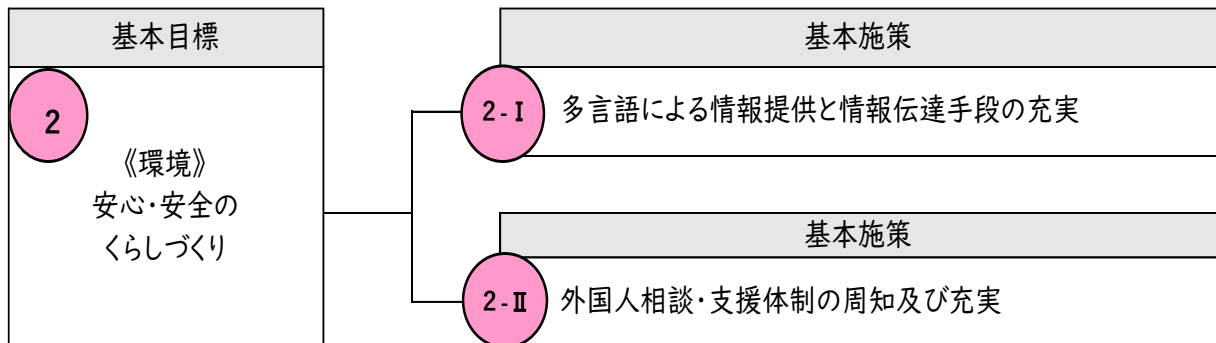 基本目標
2
《環境》
安心・安全の
くらしづくり
基本施策
2-Ⅰ 多言語による情報提供と情報伝達手段の充実
基本施策
2-Ⅱ 外国人相談・支援体制の周知及び充実